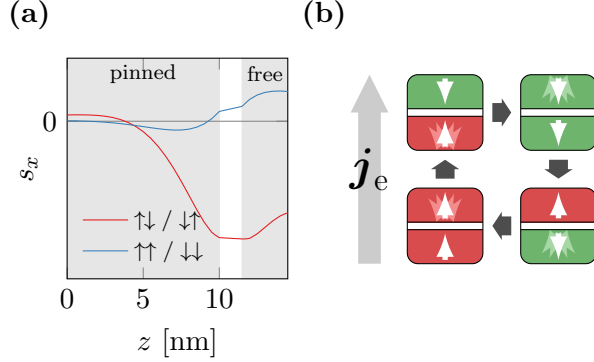 (a)
(b)
pinned
free
0
s_x
↑↓ / ↓↑
↑↑ / ↓↓
0
5
10
z [nm]
j_e